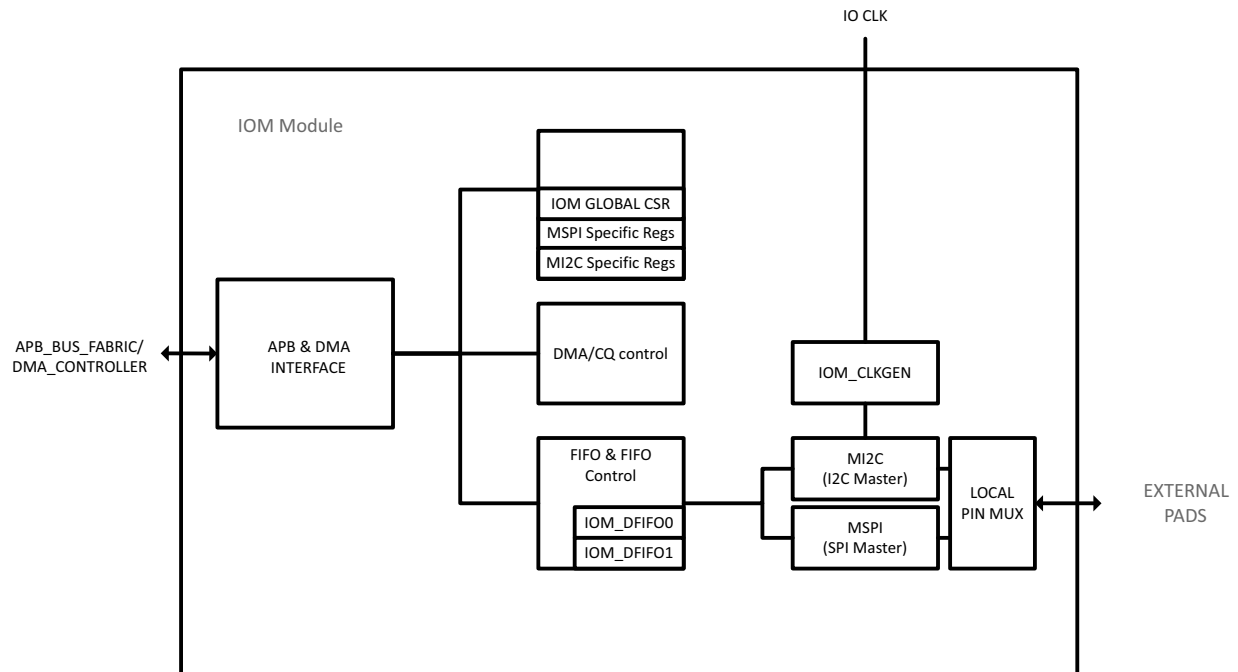 IO CLK
IOM Module
IOM GLOBAL CSR
MSPI Specific Regs
MI2C Specific Regs
APB_BUS_FABRIC/
DMA_CONTROLLER
APB & DMA
INTERFACE
DMA/CQ control
IOM_CLKGEN
FIFO & FIFO
Control
IOM_DFIFO0
IOM_DFIFO1
MI2C
(I2C Master)
MSPI
(SPI Master)
LOCAL
PIN MUX
EXTERNAL
PADS